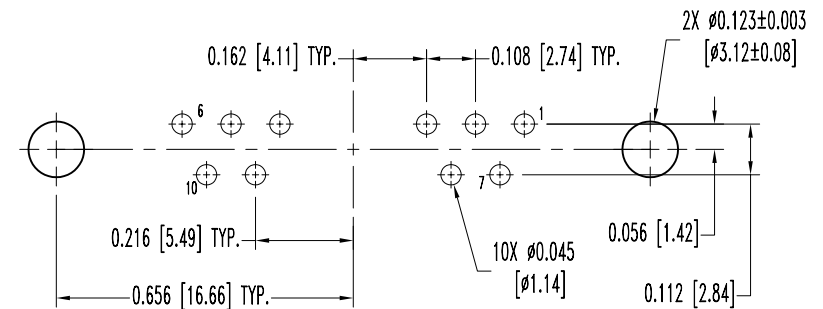 2X ø0.123±0.003
[ø3.12±0.08]
0.162 [4.11] TYP.
0.108 [2.74] TYP.
6
1
10
7
0.216 [5.49] TYP.
0.056 [1.42]
10X ø0.045
[ø1.14]
0.656 [16.66] TYP.
0.112 [2.84]